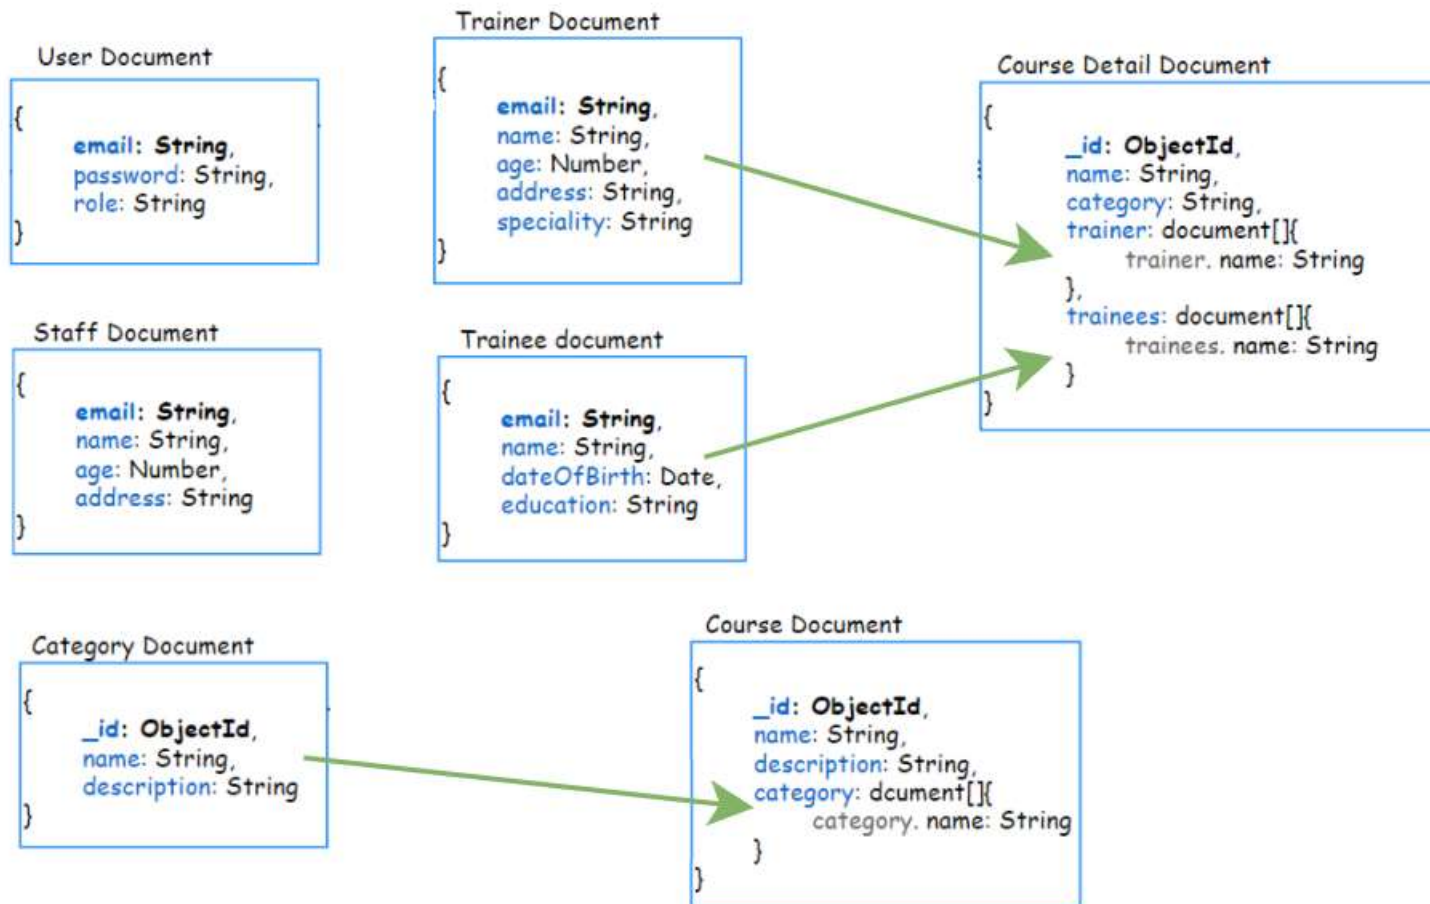 User Document
{
email: String,
password: String,
role: String
}
Trainer Document
{
email: String,
name: String,
age: Number,
address: String,
speciality: String
}
Course Detail Document
{
_id: ObjectId,
name: String,
category: String,
trainer: document[]{
trainer. name: String
},
trainees: document[]{
trainees. name: String
}
}
Staff Document
{
email: String,
name: String,
age: Number,
address: String
}
Trainee document
{
email: String,
name: String,
dateOfBirth: Date,
education: String
}
Category Document
{
_id: ObjectId,
name: String,
description: String
}
Course Document
{
_id: ObjectId,
name: String,
description: String,
category: dcument[]{
category. name: String
}
}